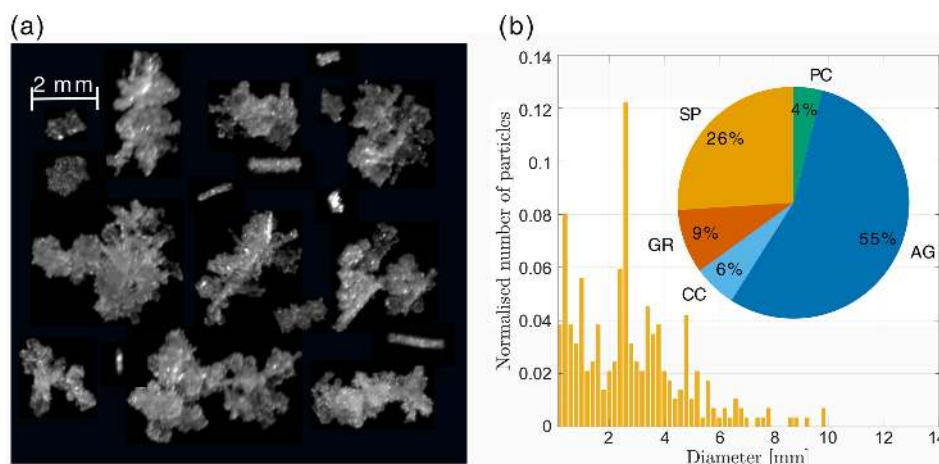 (a)
2 mm
(b)
Normalised number of particles
0.14
0.12
0.1
0.08
0.06
0.04
0.02
0
2
4
6
8
10
12
14
Diameter [mm]
PC
4%
SP
26%
55%
AG
GR
9%
6%
CC